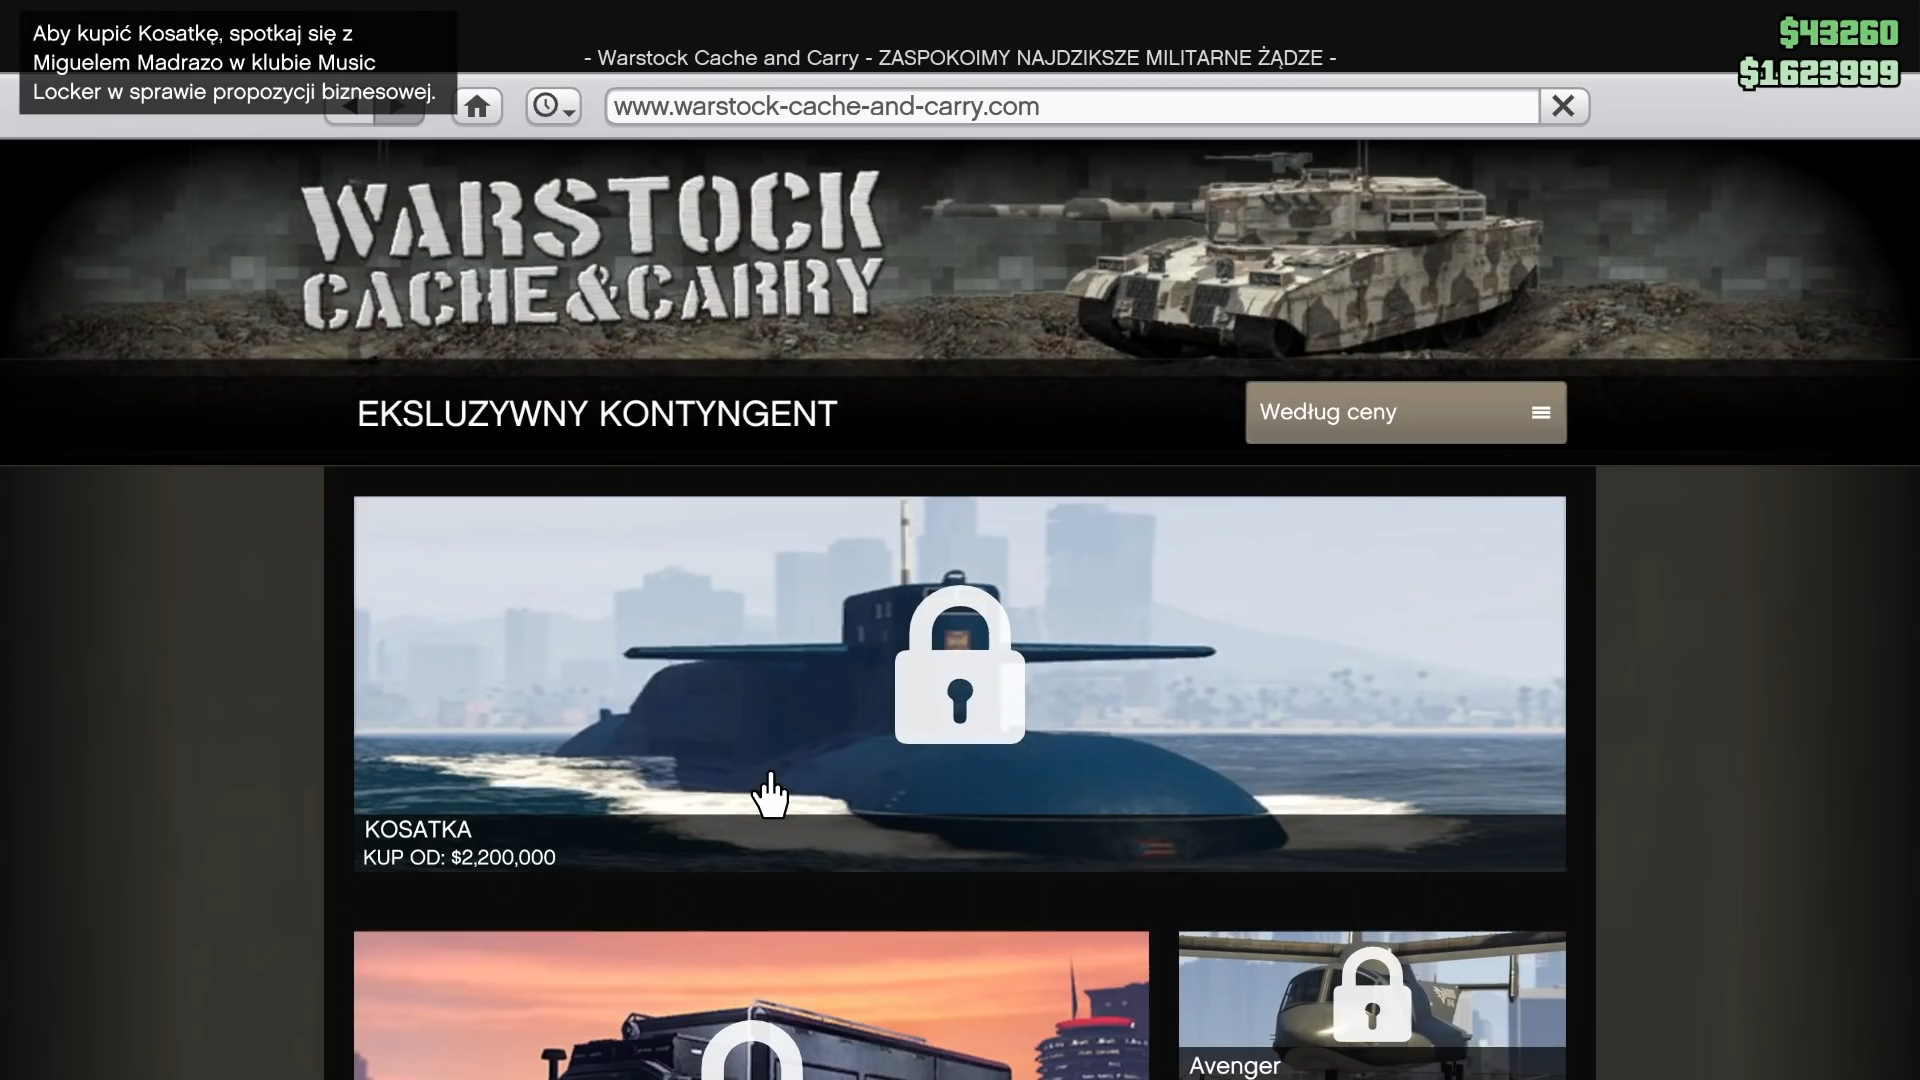 Aby kupić Kosatkę, spotkaj się z
Miguelem Madrazo w klubie Music
Locker w sprawie propozycji biznesowej.
- Warstock Cache and Carry - ZASPOKOIMY NAJDZIKSZE MILITARNE ŻĄDZE -
$43260
$1623999
www.warstock-cache-and-carry.com
WARSTOCK
CACHE&CARRY
EKSLUZYWNY KONTYNGENT
Według ceny
KOSATKA
KUP OD: $2,200,000
Avenger